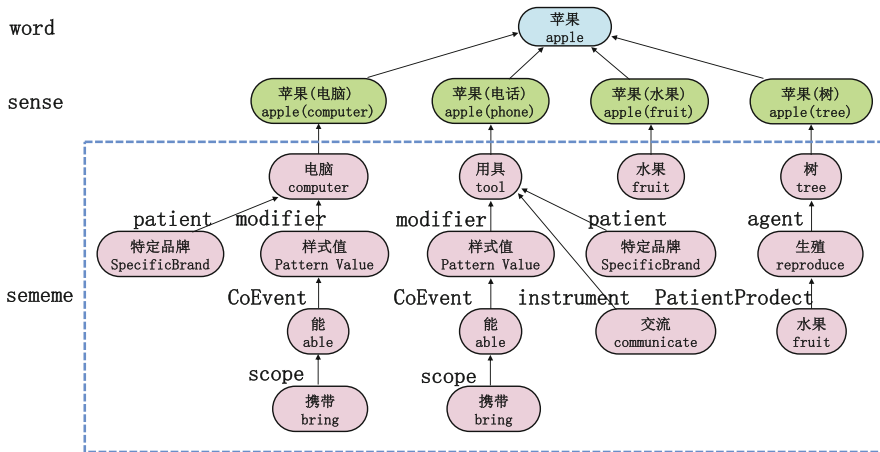 word
苹果
apple
sense
苹果(电脑)
apple(computer)
苹果(电话)
apple(phone)
苹果(水果)
apple(fruit)
苹果(树)
apple(tree)
电脑
computer
用具
tool
水果
fruit
树
tree
patient
modifier
modifier
patient
agent
特定品牌
SpecificBrand
样式值
Pattern Value
样式值
Pattern Value
特定品牌
SpecificBrand
生殖
reproduce
sememe
CoEvent
CoEvent
instrument
PatientProdect
能
able
能
able
交流
communicate
水果
fruit
scope
scope
携带
bring
携带
bring